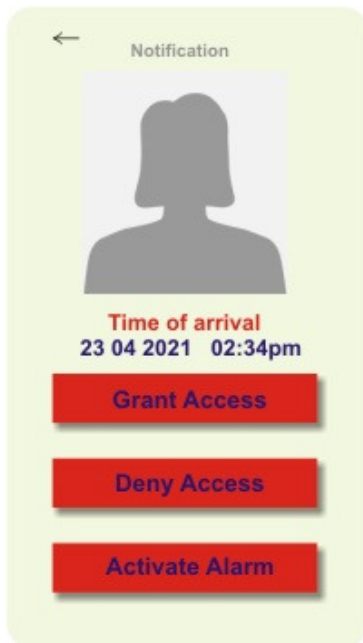 Notification
Time of arrival
23 04 2021 02:34pm
Grant Access
Deny Access
Activate Alarm